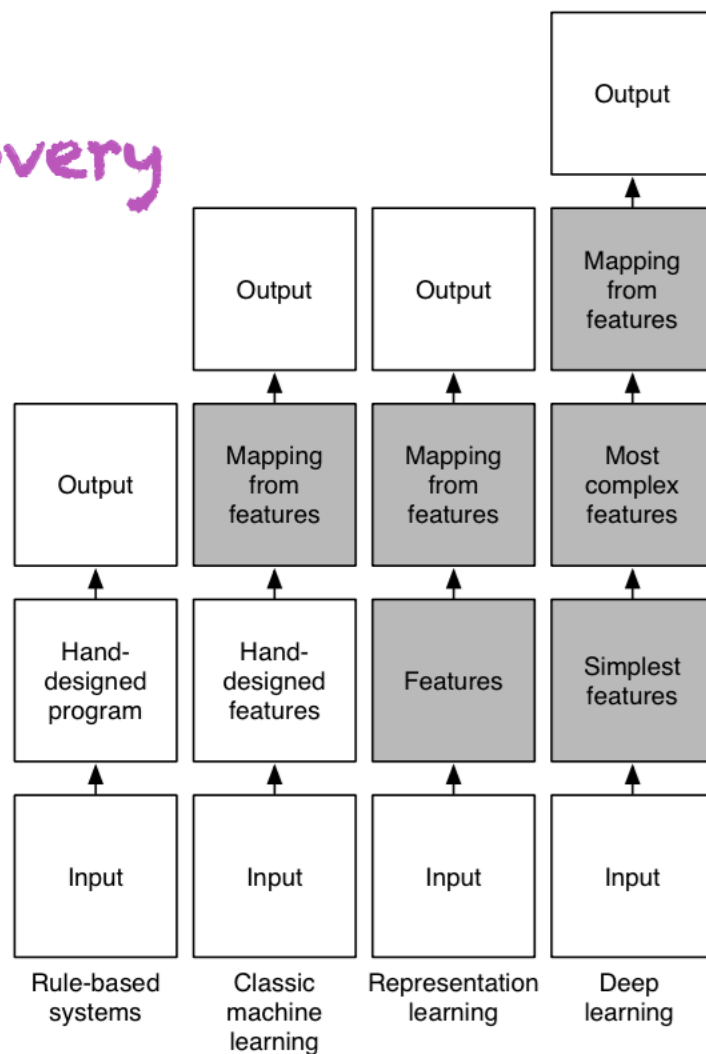 Output
Output
Output
Mapping
from
features
Output
Mapping
from
features
Mapping
from
features
Most
complex
features
Hand-
designed
program
Hand-
designed
features
Features
Simplest
features
Input
Input
Input
Input
Rule-based
systems
Classic
machine
learning
Representation
learning
Deep
learning